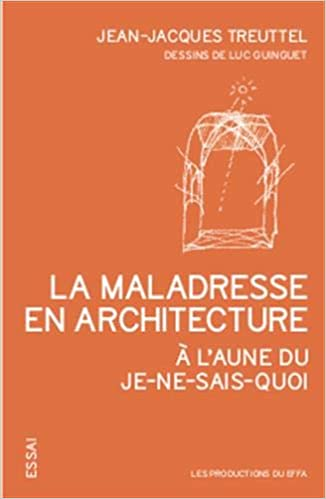 JEAN-JACQUES TREUTTEL
DESSINS DE LUC GUINGUET
LA MALADRESSE
EN ARCHITECTURE
À L'AUNE DU
JE-NE-SAIS-QUOI
ESSAI
LES PRODUCTIONS DU EFFA